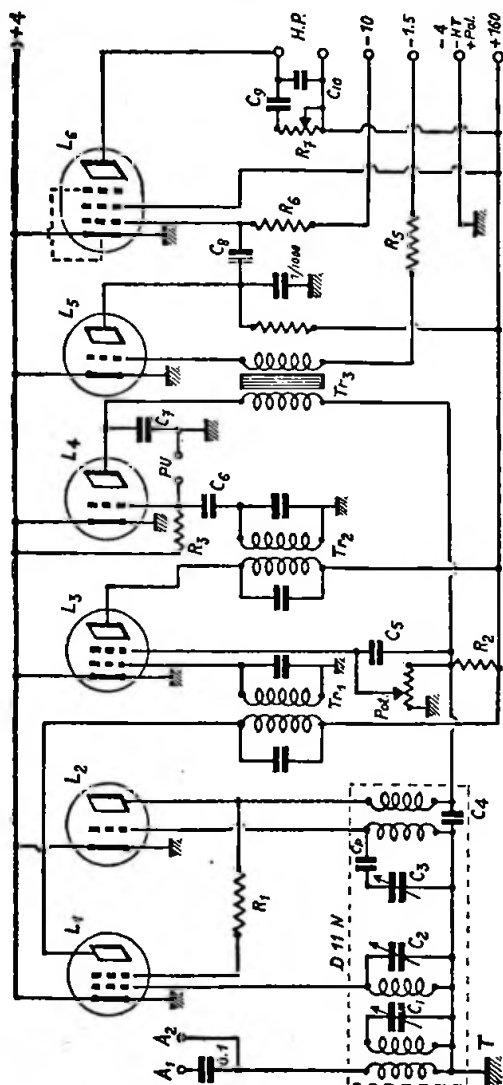 +4
L1
L2
L3
L4
L5
L6
A1
A2
0.1
R1
C7
PU
R3
C6
C8
1/1000
R6
C9
C10
R7
H.P.
-10
-1.5
-4
-HT
+Pol.
+160
D 11 N
C1
C2
C3
Cp
C4
T
Tr1
Pot.
C5
R2
Tr2
Tr3
R5